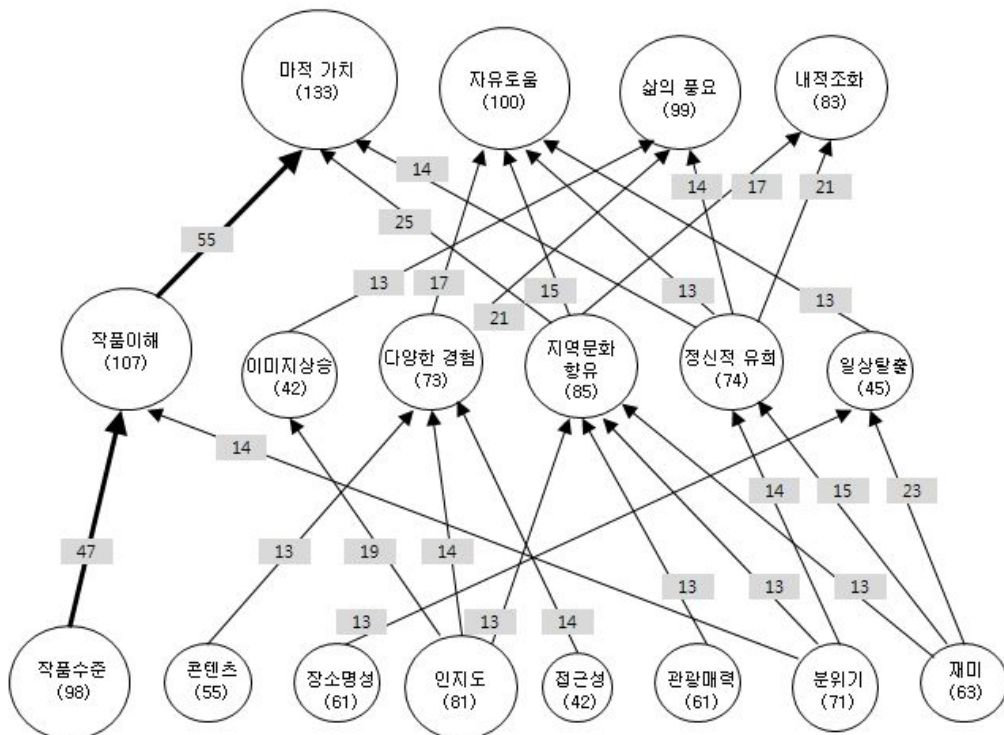 마적 가치
(133)
자유로움
(100)
삶의 풍요
(99)
내적조화
(83)
14
14
17
21
25
55
13
17
21
15
13
13
작품이해
(107)
이미지상승
(42)
다양한 경험
(73)
지역문화
향유
(85)
정신적 유희
(74)
일상탈출
(45)
14
47
13
19
14
14
15
23
13
13
14
13
13
13
작품수준
(98)
콘텐츠
(55)
장소명성
(61)
인지도
(81)
접근성
(42)
관광매력
(61)
분위기
(71)
재미
(63)